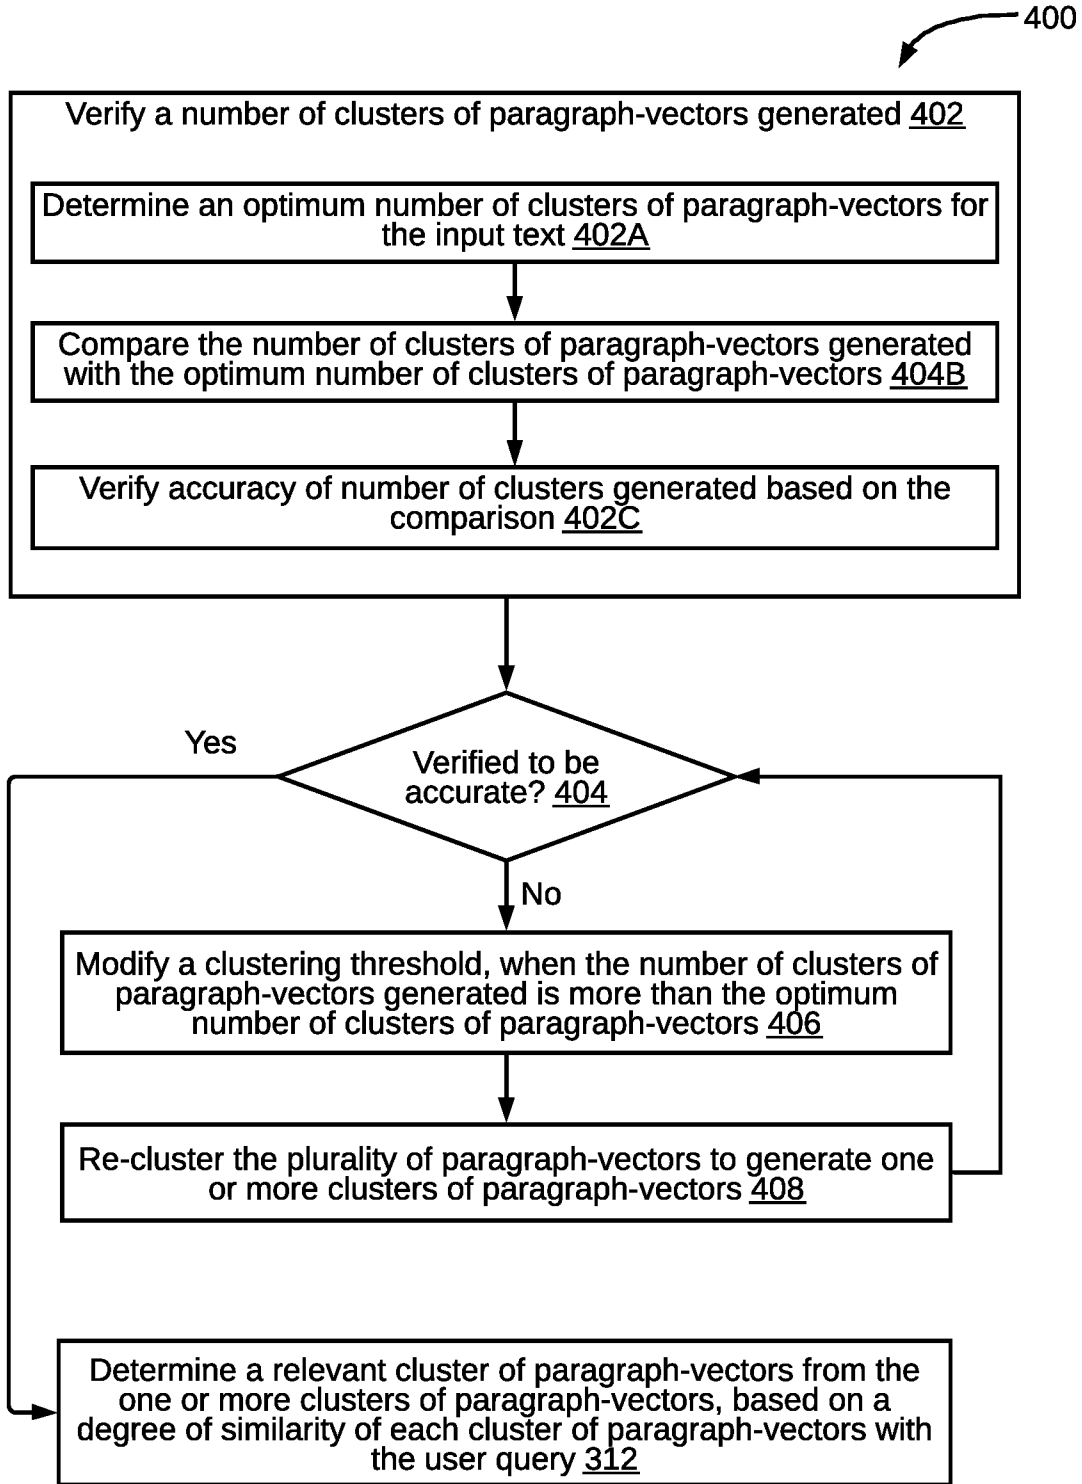 400
Verify a number of clusters of paragraph-vectors generated 402
Determine an optimum number of clusters of paragraph-vectors for
the input text 402A
Compare the number of clusters of paragraph-vectors generated
with the optimum number of clusters of paragraph-vectors 404B
Verify accuracy of number of clusters generated based on the
comparison 402C
Yes
Verified to be
accurate? 404
No
Modify a clustering threshold, when the number of clusters of
paragraph-vectors generated is more than the optimum
number of clusters of paragraph-vectors 406
Re-cluster the plurality of paragraph-vectors to generate one
or more clusters of paragraph-vectors 408
Determine a relevant cluster of paragraph-vectors from the
one or more clusters of paragraph-vectors, based on a
degree of similarity of each cluster of paragraph-vectors with
the user query 312